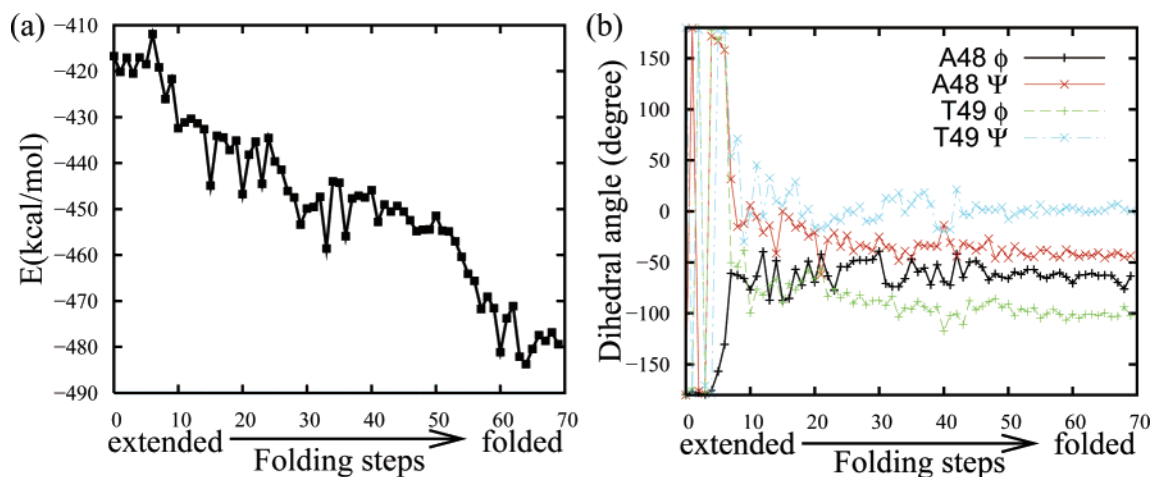 (a)
E(kcal/mol)
−410
−420
−430
−440
−450
−460
−470
−480
−490
0 10 20 30 40 50 60 70
extended folded
Folding steps
(b)
Dihedral angle (degree)
150
100
50
0
−50
−100
−150
A48 ϕ
A48 Ψ
T49 ϕ
T49 Ψ
0 10 20 30 40 50 60 70
extended folded
Folding steps